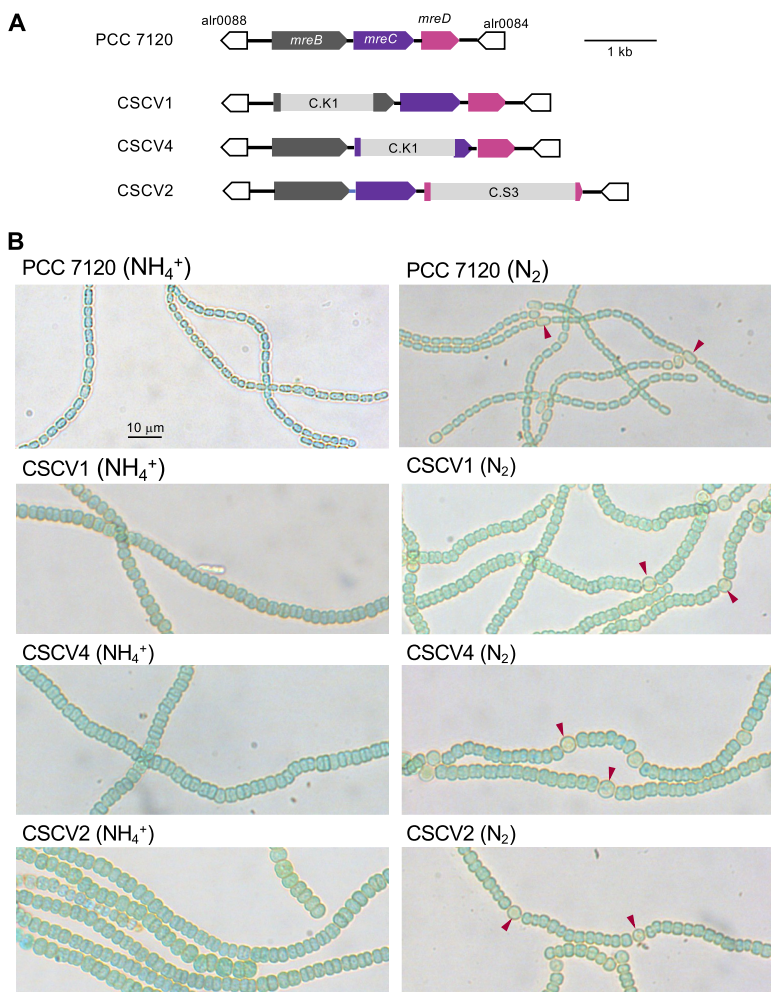 A
alr0088 mreD alr0084
PCC 7120 mreB mreC
1 kb
CSCV1 C.K1
CSCV4 C.K1
CSCV2 C.S3
B
PCC 7120 (NH₄⁺) PCC 7120 (N₂)
10 μm
CSCV1 (NH₄⁺) CSCV1 (N₂)
CSCV4 (NH₄⁺) CSCV4 (N₂)
CSCV2 (NH₄⁺) CSCV2 (N₂)